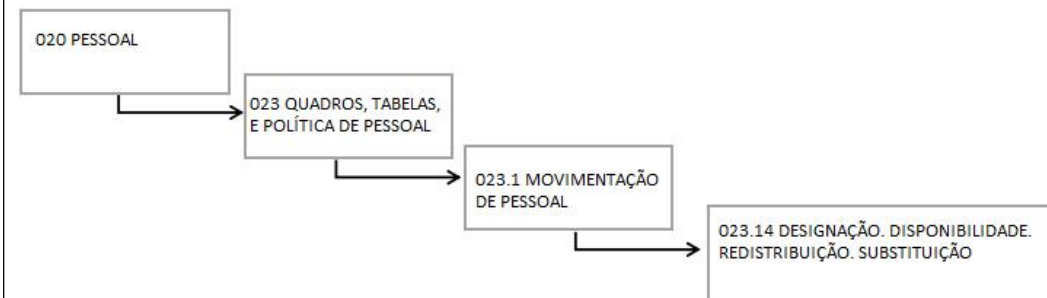 020 PESSOAL
023 QUADROS, TABELAS,
E POLÍTICA DE PESSOAL
023.1 MOVIMENTAÇÃO
DE PESSOAL
023.14 DESIGNAÇÃO. DISPONIBILIDADE.
REDISTRIBUIÇÃO. SUBSTITUIÇÃO